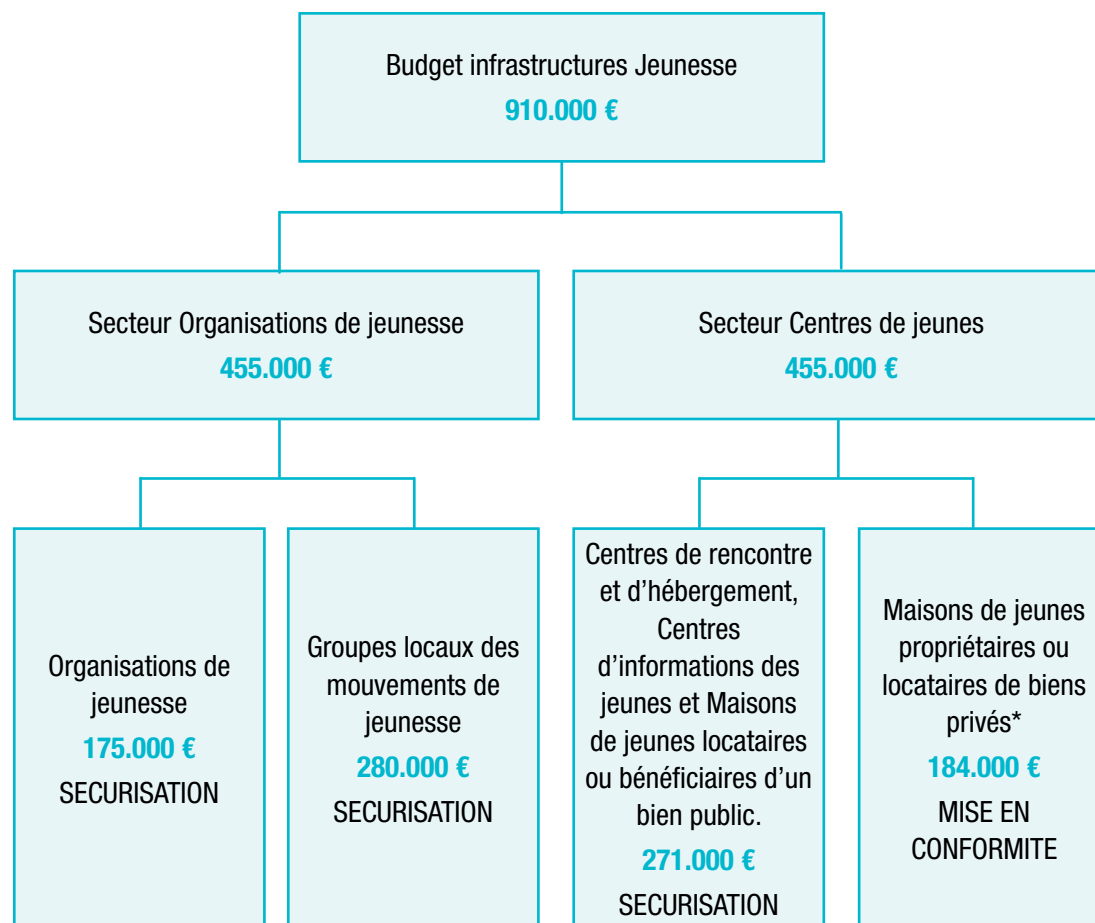 Budget infrastructures Jeunesse
910.000 €
Secteur Organisations de jeunesse
455.000 €
Secteur Centres de jeunes
455.000 €
Organisations de
jeunesse
175.000 €
SECURISATION
Groupes locaux des
mouvements de
jeunesse
280.000 €
SECURISATION
Centres de rencontre
et d’hébergement,
Centres
d’informations des
jeunes et Maisons
de jeunes locataires
ou bénéficiaires d’un
bien public.
271.000 €
SECURISATION
Maisons de jeunes
propriétaires ou
locataires de biens
privés*
184.000 €
MISE EN
CONFORMITE